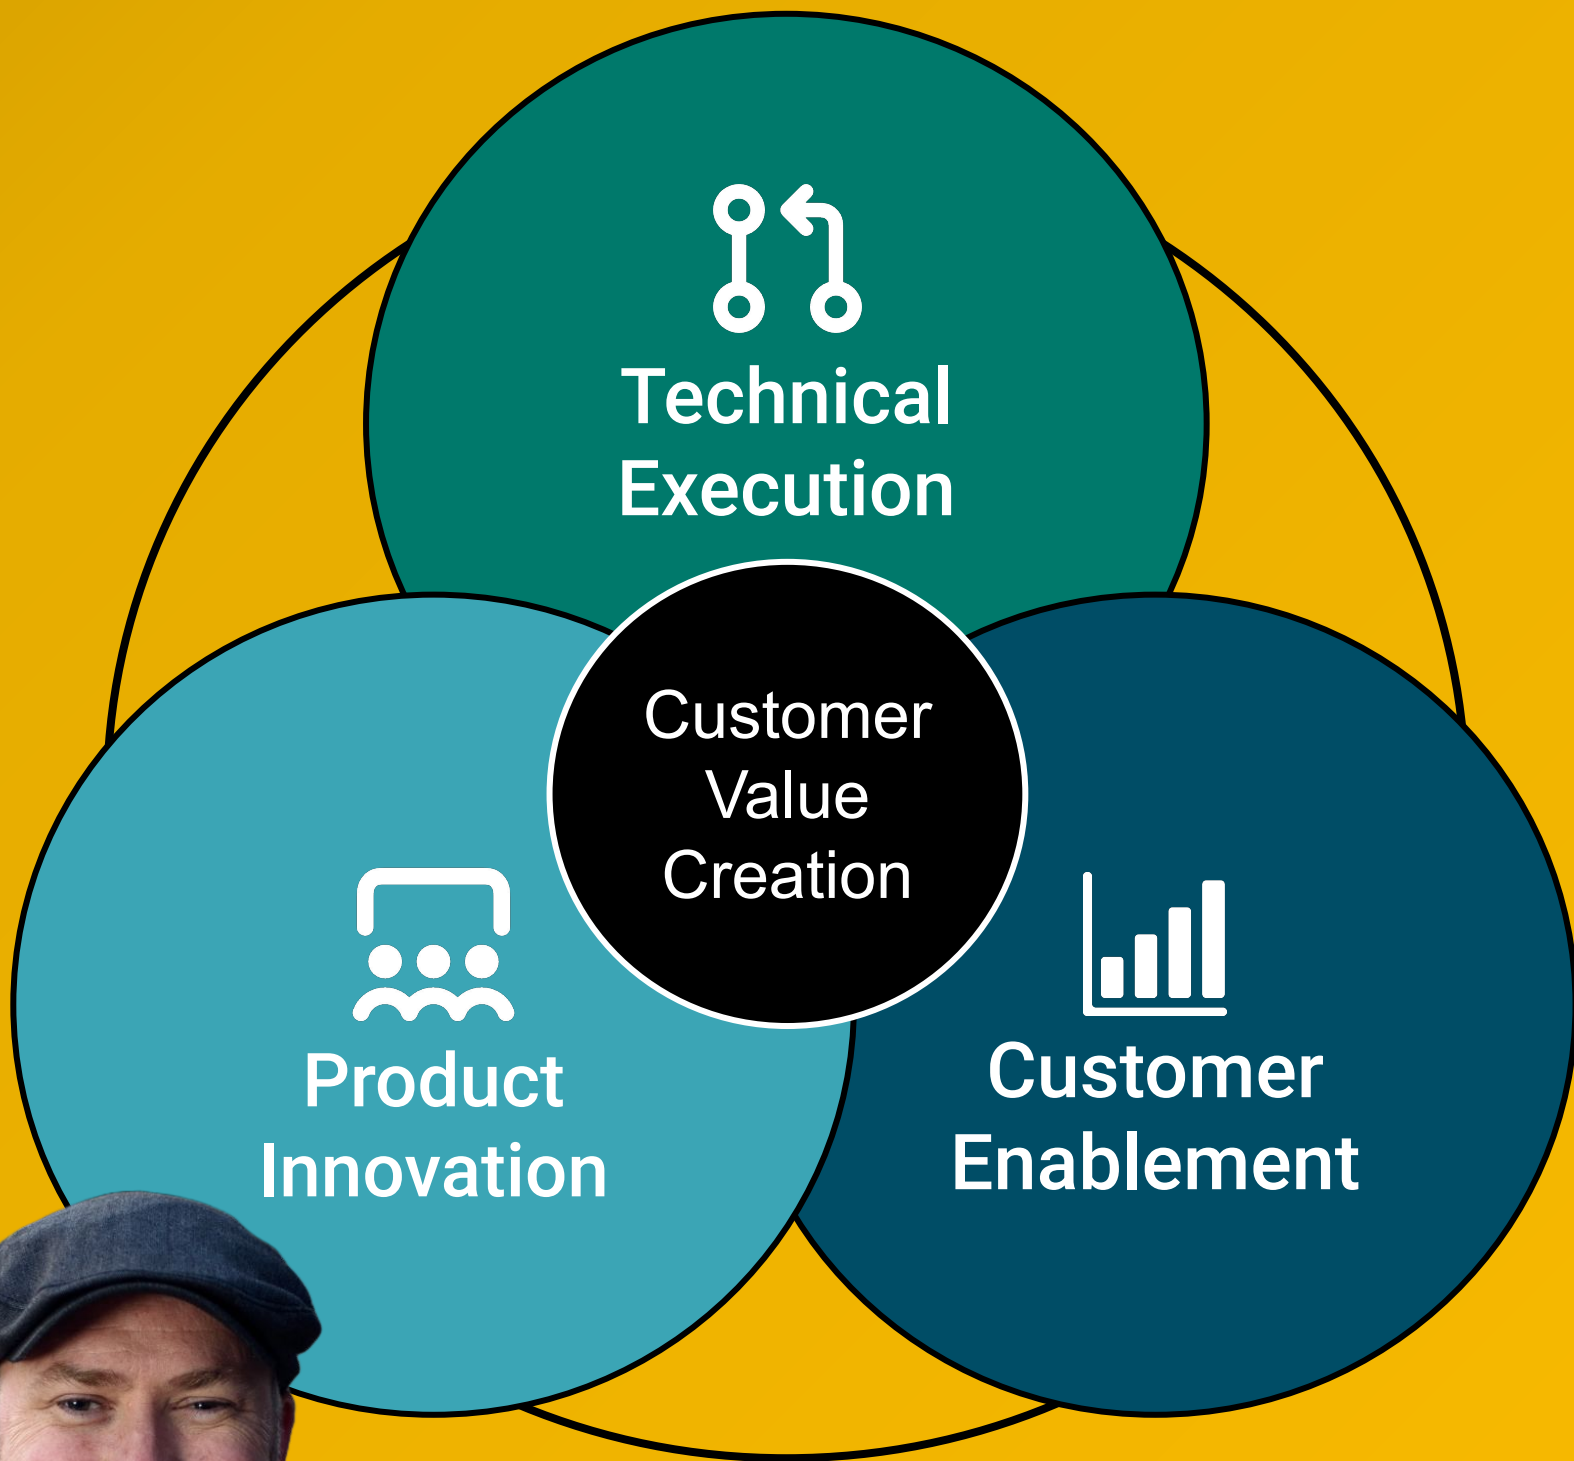 Technical
Execution
Customer
Value
Creation
Product
Innovation
Customer
Enablement